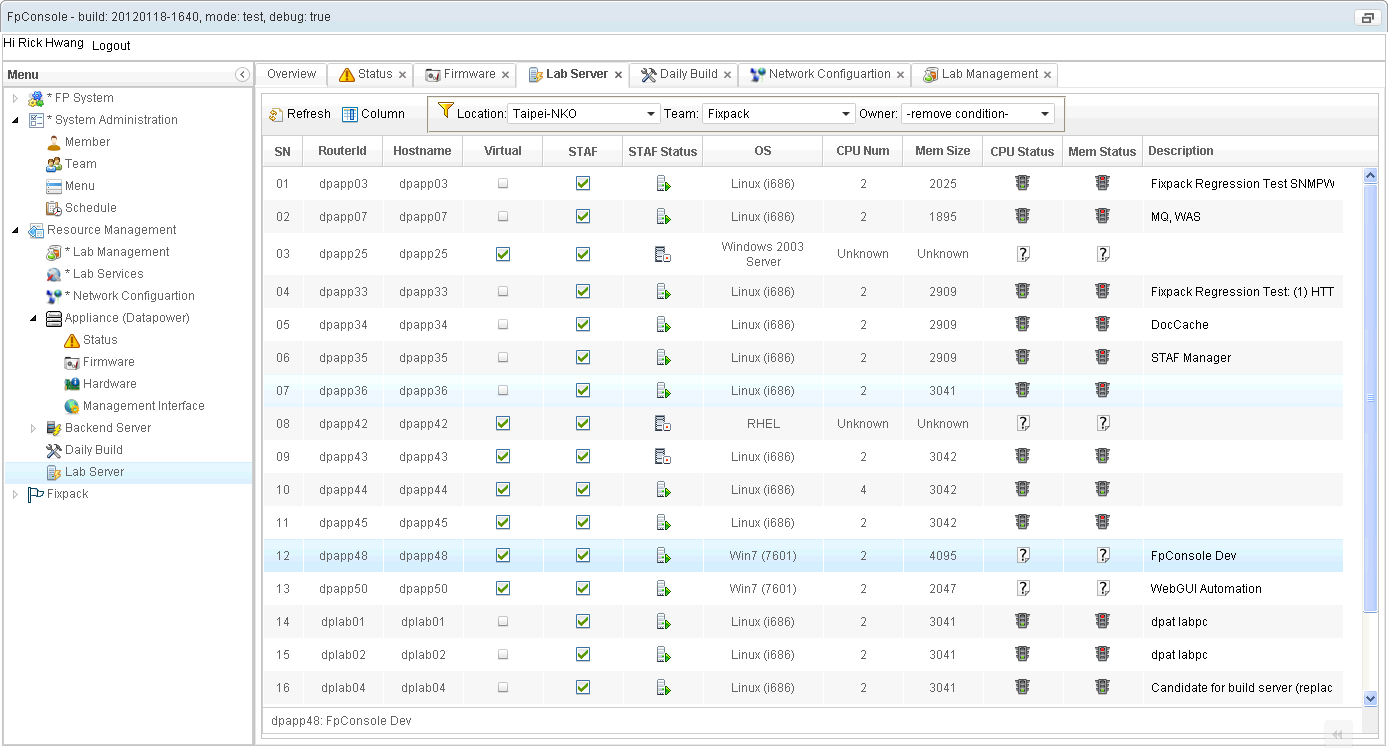 FpConsole - build: 20120118-1640, mode: test, debug: true
Hi Rick Hwang Logout
Menu
* FP System
* System Administration
Member
Team
Menu
Schedule
Resource Management
* Lab Management
* Lab Services
* Network Configuartion
Appliance (Datapower)
Status
Firmware
Hardware
Management Interface
Backend Server
Daily Build
Lab Server
Fixpack
Overview Status Firmware Lab Server Daily Build Network Configuartion Lab Management
Refresh Column Location: Taipei-NKO Team: Fixpack Owner: -remove condition-
SN RouterId Hostname Virtual STAF STAF Status OS CPU Num Mem Size CPU Status Mem Status Description
01 dpapp03 dpapp03 Linux (i686) 2 2025 Fixpack Regression Test SNMPW
02 dpapp07 dpapp07 Linux (i686) 2 1895 MQ, WAS
03 dpapp25 dpapp25 Windows 2003 Server Unknown Unknown
04 dpapp33 dpapp33 Linux (i686) 2 2909 Fixpack Regression Test: (1) HTT
05 dpapp34 dpapp34 Linux (i686) 2 2909 DocCache
06 dpapp35 dpapp35 Linux (i686) 2 2909 STAF Manager
07 dpapp36 dpapp36 Linux (i686) 2 3041
08 dpapp42 dpapp42 RHEL Unknown Unknown
09 dpapp43 dpapp43 Linux (i686) 2 3042
10 dpapp44 dpapp44 Linux (i686) 4 3042
11 dpapp45 dpapp45 Linux (i686) 2 3042
12 dpapp48 dpapp48 Win7 (7601) 2 4095 FpConsole Dev
13 dpapp50 dpapp50 Win7 (7601) 2 2047 WebGUI Automation
14 dplab01 dplab01 Linux (i686) 2 3041 dpat labpc
15 dplab02 dplab02 Linux (i686) 2 3041 dpat labpc
16 dplab04 dplab04 Linux (i686) 2 3041 Candidate for build server (replac
dpapp48: FpConsole Dev